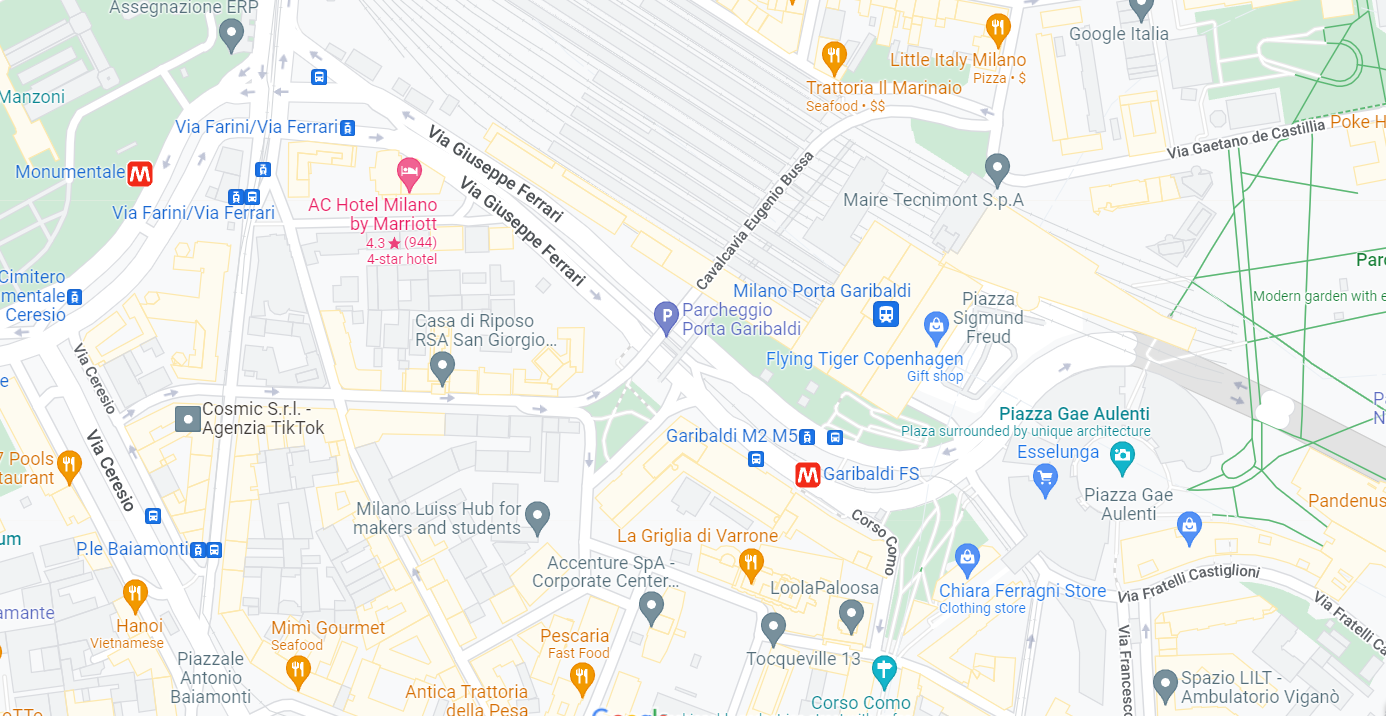 Assegnazione ERP
Google Italia
Little Italy Milano
Pizza • $
Trattoria Il Marinaio
Seafood • $$
Manzoni
Via Farini/Via Ferrari
Poke H
Via Gaetano de Castillia
Via Giuseppe Ferrari
Monumentale
M
Via Giuseppe Ferrari
Cavalcavia Eugenio Bussa
Maire Tecnimont S.p.A
AC Hotel Milano
by Marriott
4.3★(944)
4-star hotel
Via Farini/Via Ferrari
Parc
Cimitero
mentale
Ceresio
Milano Porta Garibaldi
Modern garden with e
P
Parcheggio
Porta Garibaldi
Piazza
Sigmund
Freud
Casa di Riposo
RSA San Giorgio...
Flying Tiger Copenhagen
Gift shop
Via Ceresio
e
Cosmic S.r.l. -
Agenzia TikTok
P
N
Piazza Gae Aulenti
Plaza surrounded by unique architecture
Garibaldi M2 M5
Esselunga
7 Pools
taurant
Via Ceresio
M
Garibaldi FS
Piazza Gae
Aulenti
Pandenus
Milano Luiss Hub for
makers and students
Corso Como
La Griglia di Varrone
um
P.le Baiamonti
Accenture SpA -
Corporate Center...
LoolaPaloosa
Chiara Ferragni Store
Clothing store
Via Fratelli Castiglioni
Via Fratelli Ca
amante
Hanoi
Vietnamese
Mimì Gourmet
Seafood
Pescaria
Fast Food
Tocqueville 13
Via Francesco
Piazzale
Antonio
Baiamonti
Antica Trattoria
della Pesa
Corso Como
Spazio LILT -
Ambulatorio Viganò
oTTo
Google